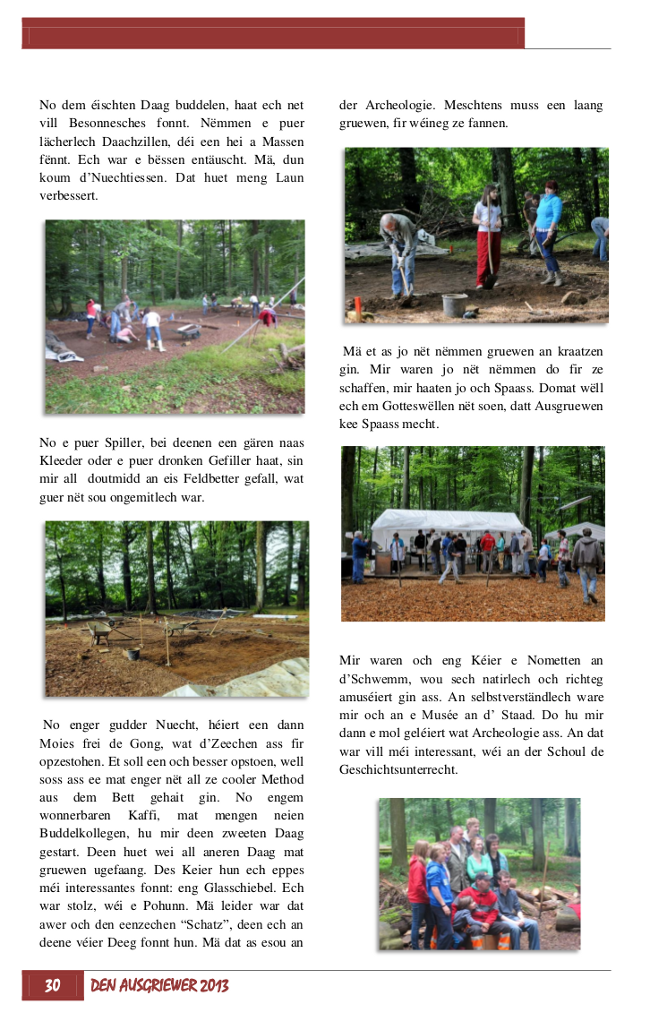 No dem éischten Daag buddelen, haat ech net
vill Besonnesches fonnt. Nëmmen e puer
lächerlech Daachzillen, déi een hei a Massen
fënnt. Ech war e bëssen entäuscht. Mä, dun
koum d'Nuechtiessen. Dat huet meng Laun
verbessert.
No e puer Spiller, bei deenen een gären naas
Kleeder oder e puer dronken Gefiller haat, sin
mir all doutmidd an eis Feldbetter gefall, wat
guer nët sou ongemitlech war.
No enger gudder Nuecht, héiert een dann
Moies frei de Gong, wat d'Zeechen ass fir
opzestohen. Et soll een och besser opstoen, well
soss ass ee mat enger nët all ze cooler Method
aus dem Bett gehait gin. No engem
wonnerbaren Kaffi, mat mengen neien
Buddelkollegen, hu mir deen zweeten Daag
gestart. Deen huet wei all aneren Daag mat
gruewen ugefaang. Des Keier hun ech eppes
méi interessantes fonnt: eng Glasschiebel. Ech
war stolz, wéi e Pohunn. Mä leider war dat
awer och den eenzechen “Schatz”, deen ech an
deene véier Deeg fonnt hun. Mä dat as esou an
der Archeologie. Meschtens muss een laang
gruewen, fir wéineg ze fannen.
Mä et as jo nët nëmmen gruewen an kraatzen
gin. Mir waren jo nët nëmmen do fir ze
schaffen, mir haaten jo och Spaass. Domat wëll
ech em Gotteswëllen nët soen, datt Ausgruewen
kee Spaass mecht.
Mir waren och eng Kéier e Nometten an
d'Schwemm, wou sech natirlech och richteg
amuséiert gin ass. An selbstverständlech ware
mir och an e Musée an d' Staad. Do hu mir
dann e mol geléiert wat Archeologie ass. An dat
war vill méi interessant, wéi an der Schoul de
Geschichtsunterrecht.
30 DEN AUSGRIEWER 2013